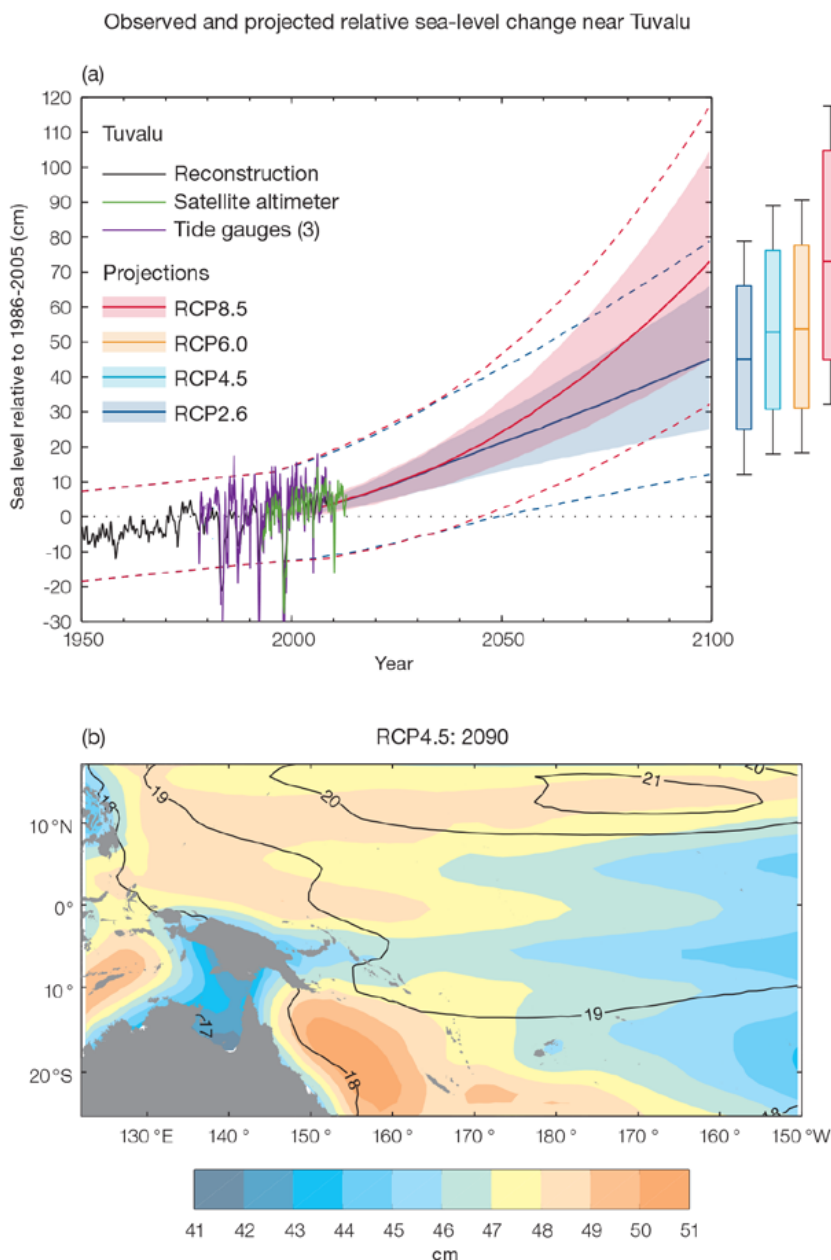 Observed and projected relative sea-level change near Tuvalu
(a)
120
110
100
90
80
70
60
50
40
30
20
10
0
-10
-20
-30
Sea level relative to 1986-2005 (cm)
Tuvalu
Reconstruction
Satellite altimeter
Tide gauges (3)
Projections
RCP8.5
RCP6.0
RCP4.5
RCP2.6
1950 2000 2050 2100
Year
(b)
RCP4.5: 2090
18 19 20 21 20
10°N
0°
10°
20°S
17 18 19 18
130°E 140° 150° 160° 170° 180° 170° 160° 150°W
41 42 43 44 45 46 47 48 49 50 51
cm